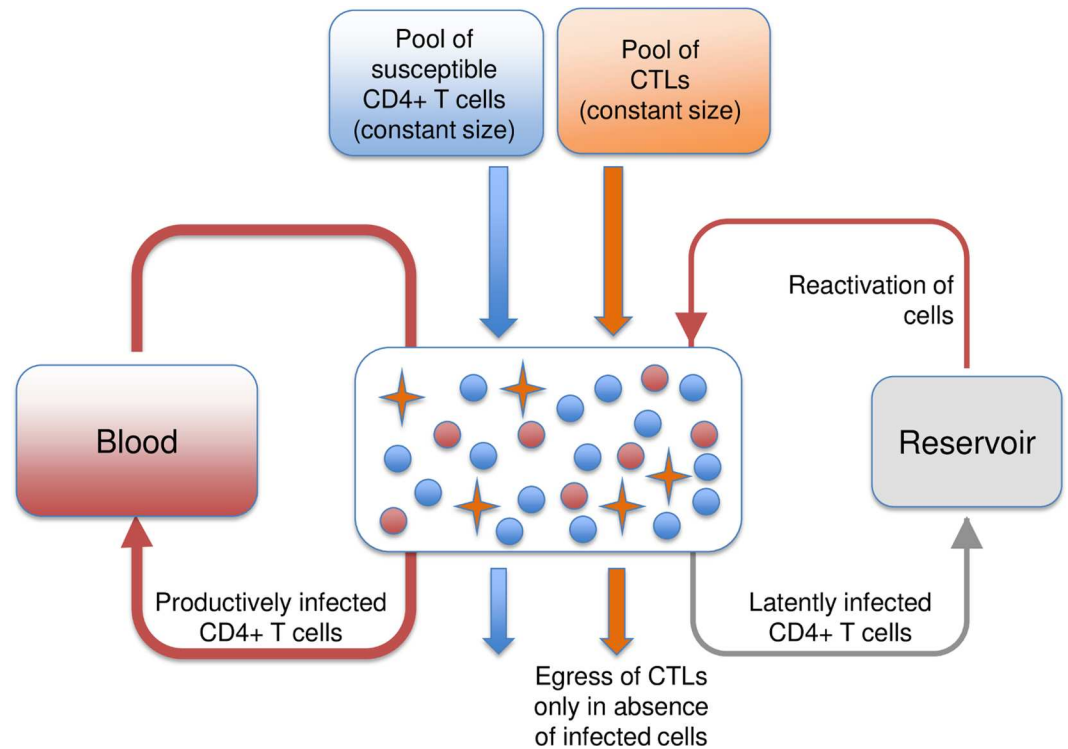 Pool of
susceptible
CD4+ T cells
(constant size)
Pool of
CTLs
(constant size)
Reactivation of
cells
Blood
Reservoir
Productively infected
CD4+ T cells
Latently infected
CD4+ T cells
Egress of CTLs
only in absence
of infected cells